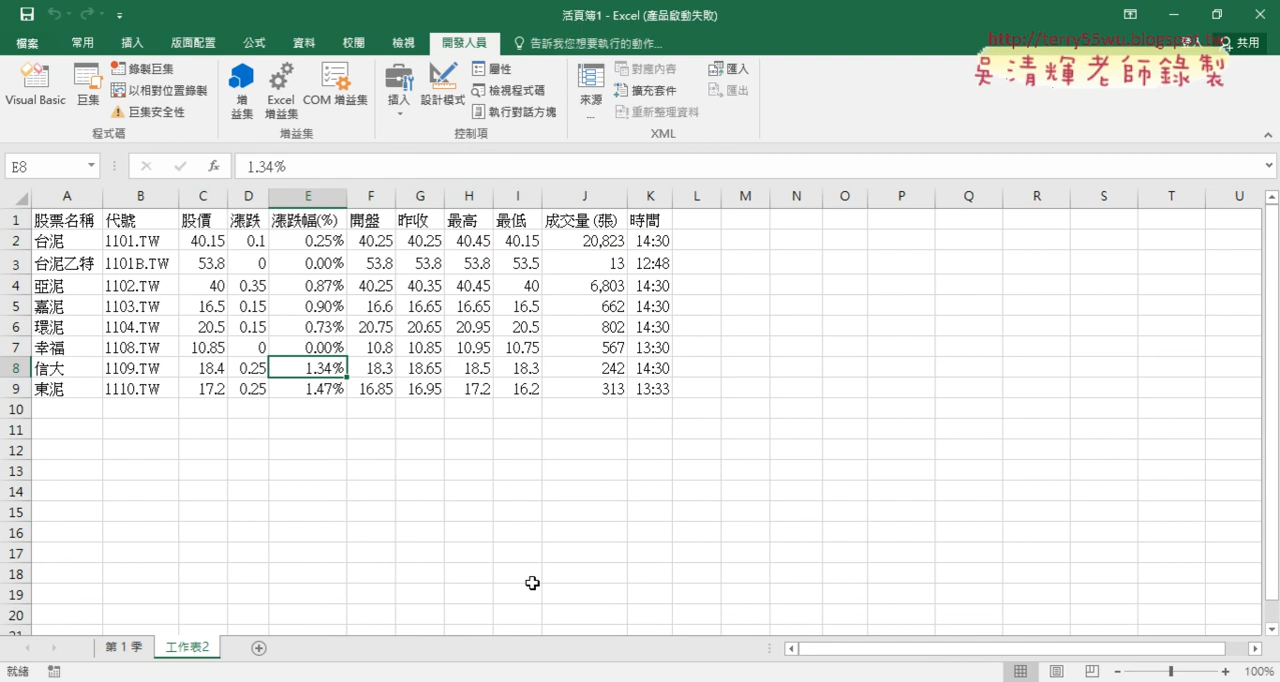 活頁簿1 - Excel (產品啟動失敗)
檔案 常用 插入 版面配置 公式 資料 校閱 檢視 開發人員 告訴我您想要執行的動作... 登入 共用
http://terry55wu.blogspot.tw
吳清輝老師錄製
Visual Basic 巨集 錄製巨集 以相對位置錄製 巨集安全性
增益集 Excel 增益集 COM 增益集
插入 設計模式 屬性 檢視程式碼 執行對話方塊
來源... 對應內容 擴充套件 重新整理資料 匯入 匯出
程式碼 增益集 控制項 XML
E8 fx 1.34%
A B C D E F G H I J K L M N O P Q R S T U
1 股票名稱 代號 股價 漲跌 漲跌幅(%) 開盤 昨收 最高 最低 成交量 (張) 時間
2 台泥 1101.TW 40.15 0.1 0.25% 40.25 40.25 40.45 40.15 20,823 14:30
3 台泥乙特 1101B.TW 53.8 0 0.00% 53.8 53.8 53.8 53.5 13 12:48
4 亞泥 1102.TW 40 0.35 0.87% 40.25 40.35 40.45 40 6,803 14:30
5 嘉泥 1103.TW 16.5 0.15 0.90% 16.6 16.65 16.65 16.5 662 14:30
6 環泥 1104.TW 20.5 0.15 0.73% 20.75 20.65 20.95 20.5 802 14:30
7 幸福 1108.TW 10.85 0 0.00% 10.8 10.85 10.95 10.75 567 13:30
8 信大 1109.TW 18.4 0.25 1.34% 18.3 18.65 18.5 18.3 242 14:30
9 東泥 1110.TW 17.2 0.25 1.47% 16.85 16.95 17.2 16.2 313 13:33
10
11
12
13
14
15
16
17
18
19
20
21
第 1 季 工作表2
就緒 100%